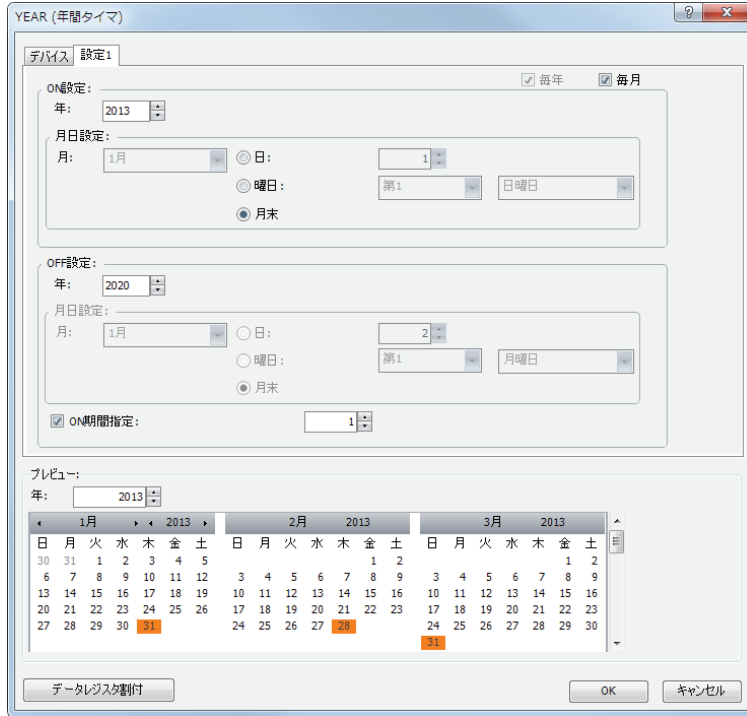 YEAR (年間タイマ)
デバイス 設定1
毎年 毎月
ON設定:
年: 2013
月日設定:
月: 1月 日: 1
曜日: 第1 日曜日
月末
OFF設定:
年: 2020
月日設定:
月: 1月 日: 2
曜日: 第1 月曜日
月末
ON期間指定: 1
プレビュー:
年: 2013
1月 2013 2月 2013 3月 2013
日 月 火 水 木 金 土 日 月 火 水 木 金 土 日 月 火 水 木 金 土
30 31 1 2 3 4 5 1 2 1 2
6 7 8 9 10 11 12 3 4 5 6 7 8 9 3 4 5 6 7 8 9
13 14 15 16 17 18 19 10 11 12 13 14 15 16 10 11 12 13 14 15 16
20 21 22 23 24 25 26 17 18 19 20 21 22 23 17 18 19 20 21 22 23
27 28 29 30 31 24 25 26 27 28 24 25 26 27 28 29 30
31
データレジスタ割付 OK キャンセル